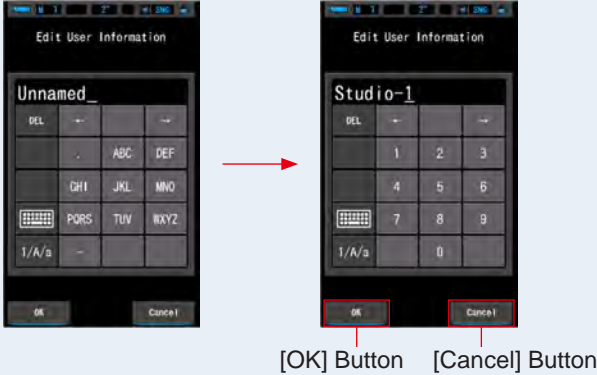 Edit User Information
Unnamed_
DEL ← →
. ABC DEF
GHI JKL MNO
PQRS TUV WXYZ
1/A/a -
OK Cancel
Edit User Information
Studio-1
DEL ← →
1 2 3
4 5 6
7 8 9
1/A/a 0
OK Cancel
[OK] Button [Cancel] Button